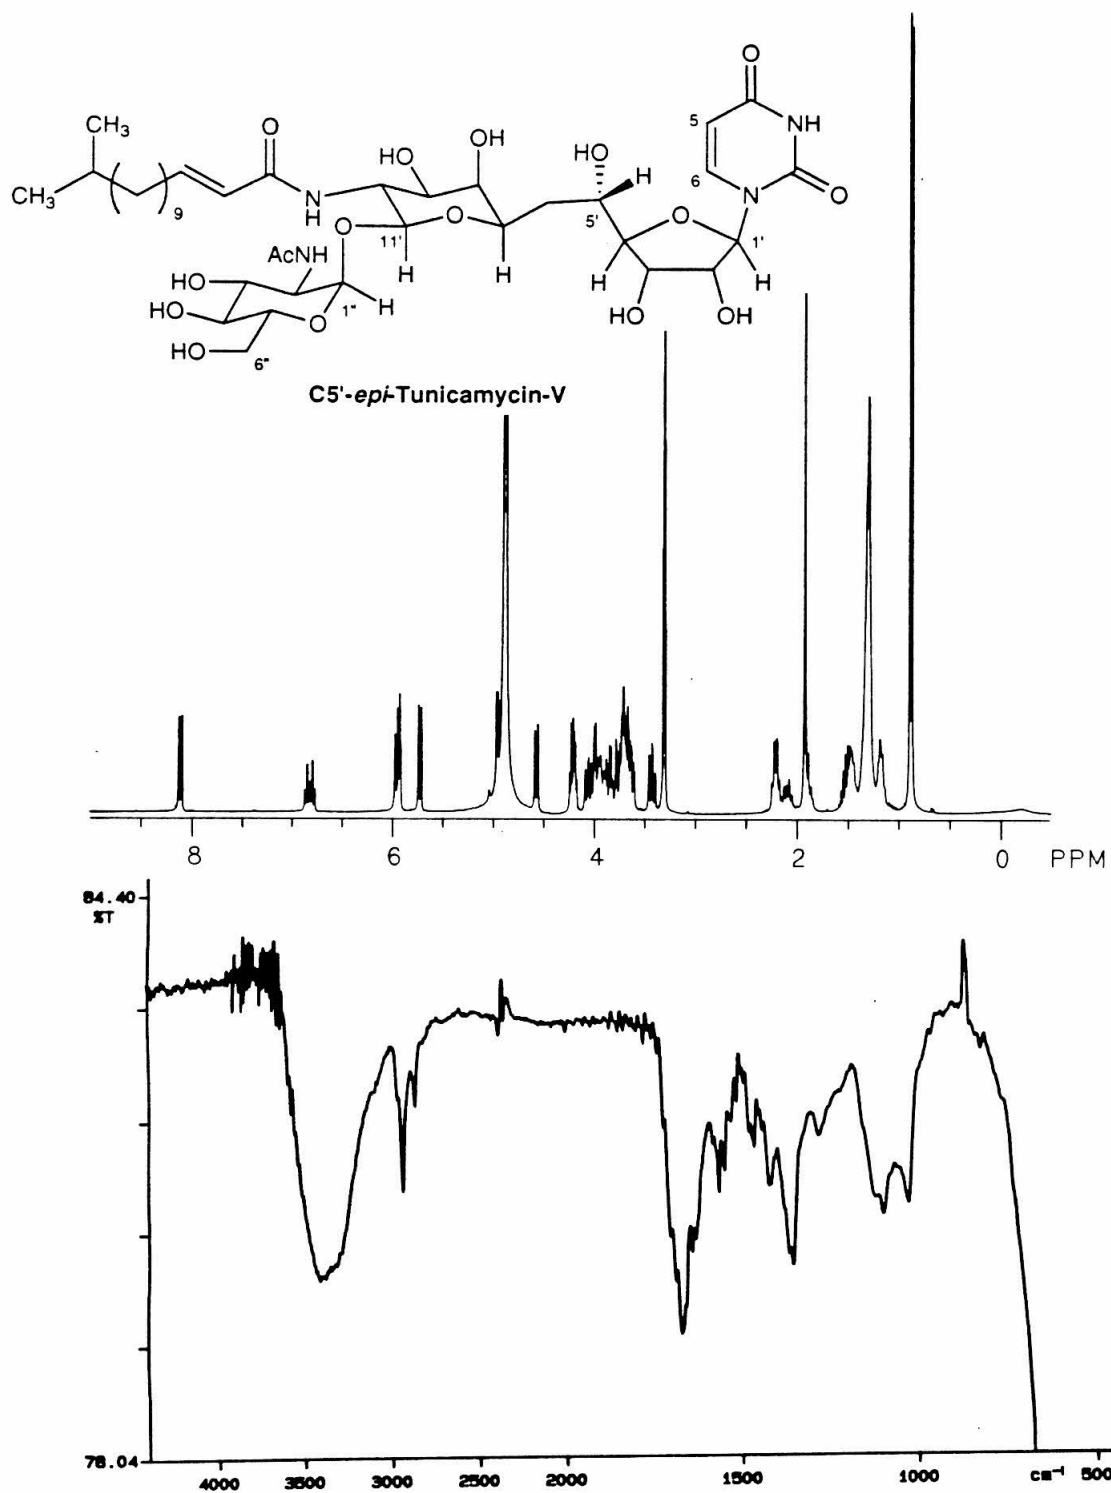 O
CH₃
O
5
NH
OH
HO
HO
H
6
N
O
CH₃
9
N
H
O
5'
O
1'
O
11'
AcNH
H
H
H
H
HO
O
1"
H
HO
OH
HO
HO
6"
C5'-epi-Tunicamycin-V
8 6 4 2 0 PPM
84.40
%T
78.04
4000 3500 3000 2500 2000 1500 1000 cm⁻¹ 500